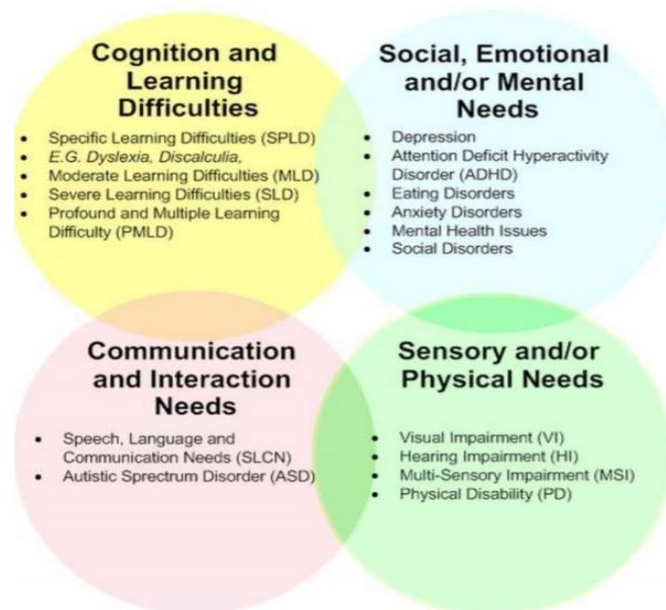 Cognition and
Learning
Difficulties
• Specific Learning Difficulties (SPLD)
• E.G. Dyslexia, Discalculia,
• Moderate Learning Difficulties (MLD)
• Severe Learning Difficulties (SLD)
• Profound and Multiple Learning
Difficulty (PMLD)
Social, Emotional
and/or Mental
Needs
• Depression
• Attention Deficit Hyperactivity
Disorder (ADHD)
• Eating Disorders
• Anxiety Disorders
• Mental Health Issues
• Social Disorders
Communication
and Interaction
Needs
• Speech, Language and
Communication Needs (SLCN)
• Autistic Sprectrum Disorder (ASD)
Sensory and/or
Physical Needs
• Visual Impairment (VI)
• Hearing Impairment (HI)
• Multi-Sensory Impairment (MSI)
• Physical Disability (PD)